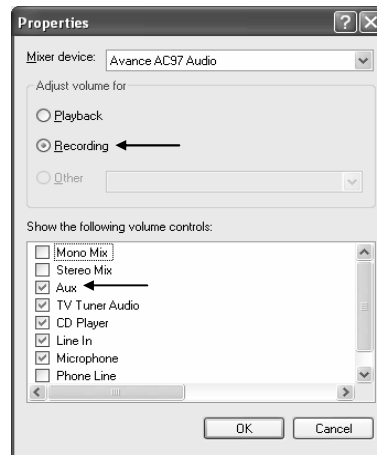 Properties
Mixer device: Avance AC97 Audio
Adjust volume for
Playback
Recording
Other
Show the following volume controls:
Mono Mix
Stereo Mix
Aux
TV Tuner Audio
CD Player
Line In
Microphone
Phone Line
OK Cancel